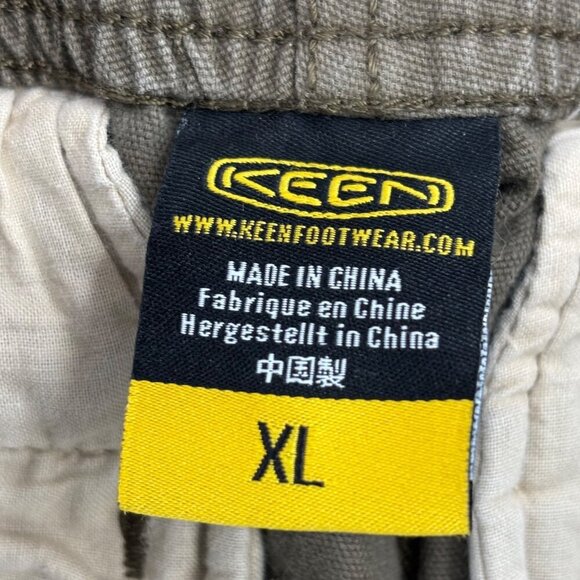 KEEN
WWW.KEENFOOTWEAR.COM
MADE IN CHINA
Fabrique en Chine
Hergestellt in China
中国製
XL